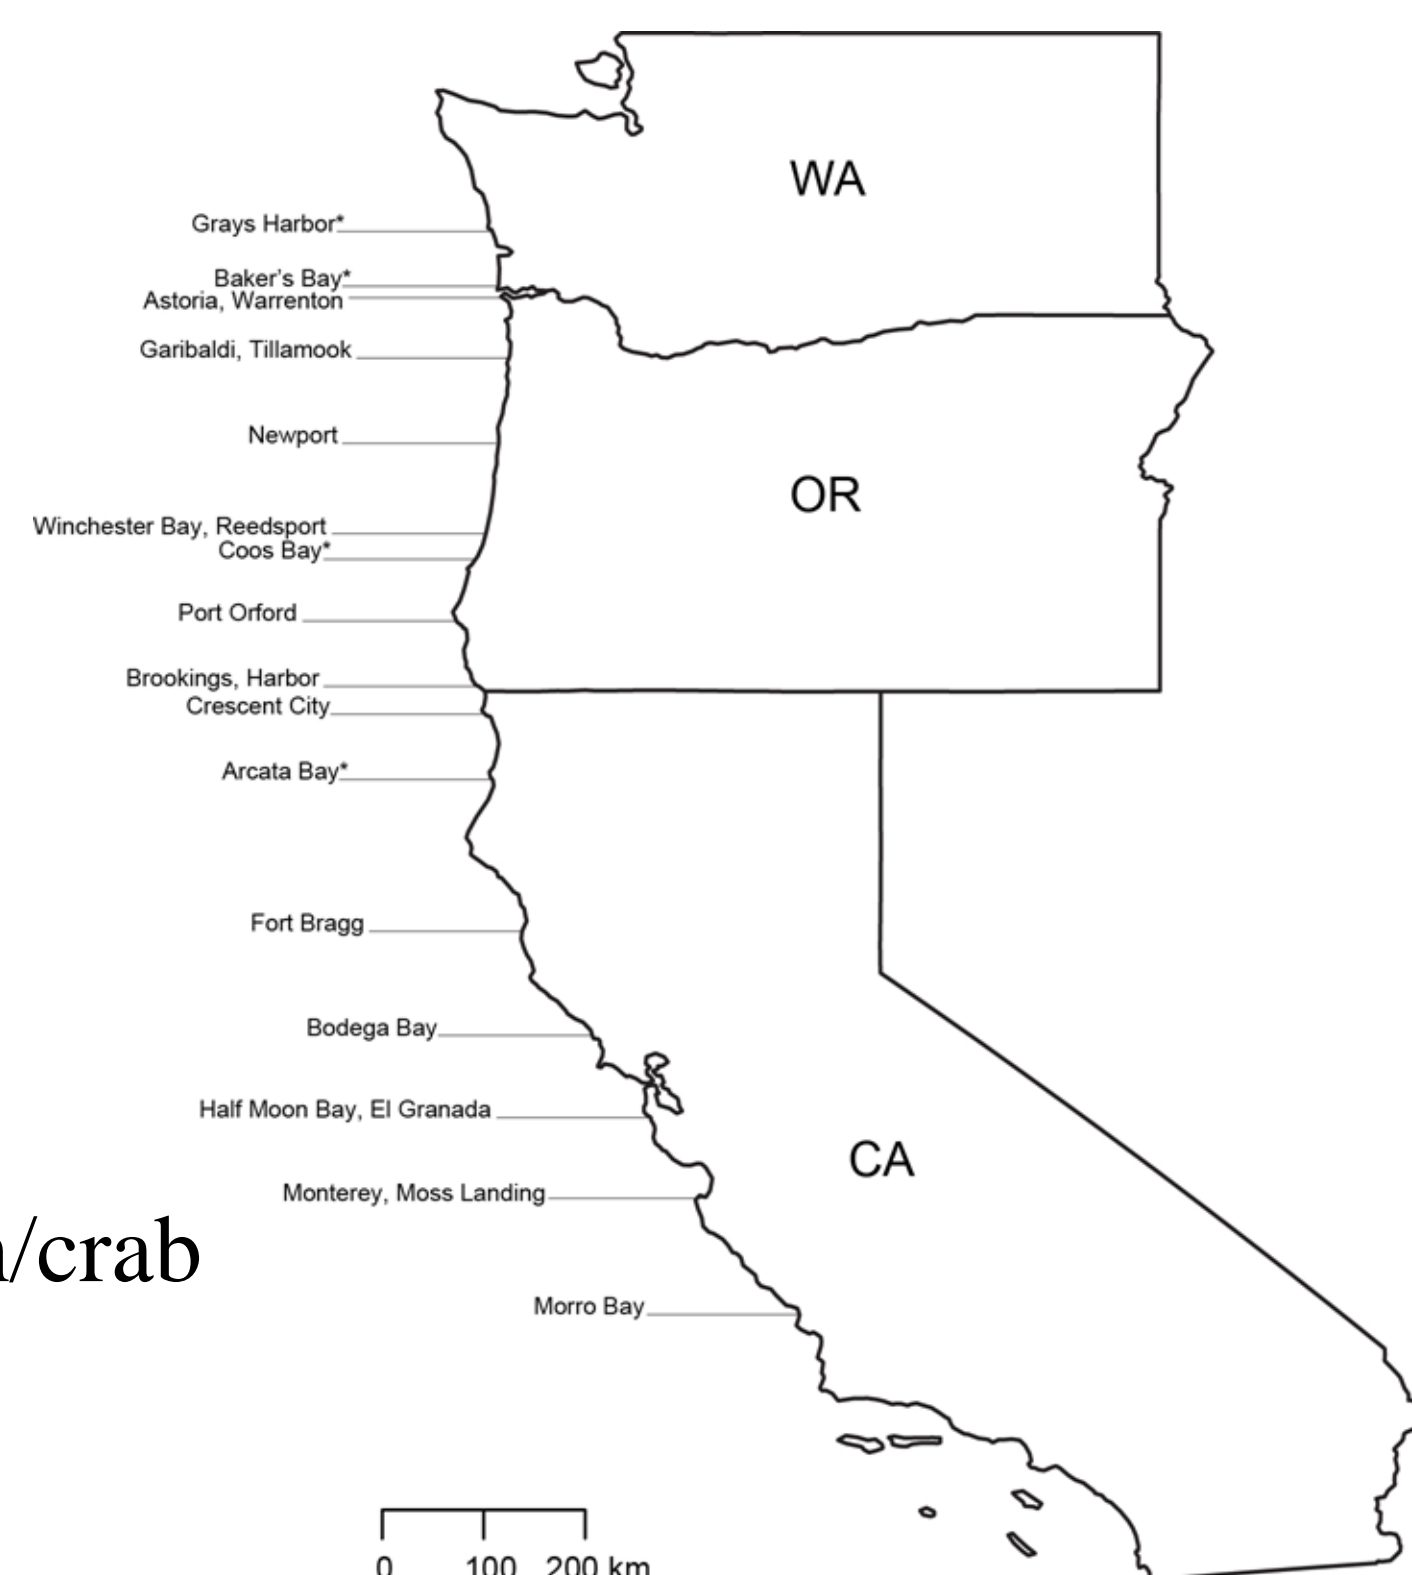 WA
Grays Harbor*
Baker's Bay*
Astoria, Warrenton
Garibaldi, Tillamook
Newport
OR
Winchester Bay, Reedsport
Coos Bay*
Port Orford
Brookings, Harbor
Crescent City
Arcata Bay*
Fort Bragg
Bodega Bay
Half Moon Bay, El Granada
CA
Monterey, Moss Landing
/crab
Morro Bay
0 100 200 km